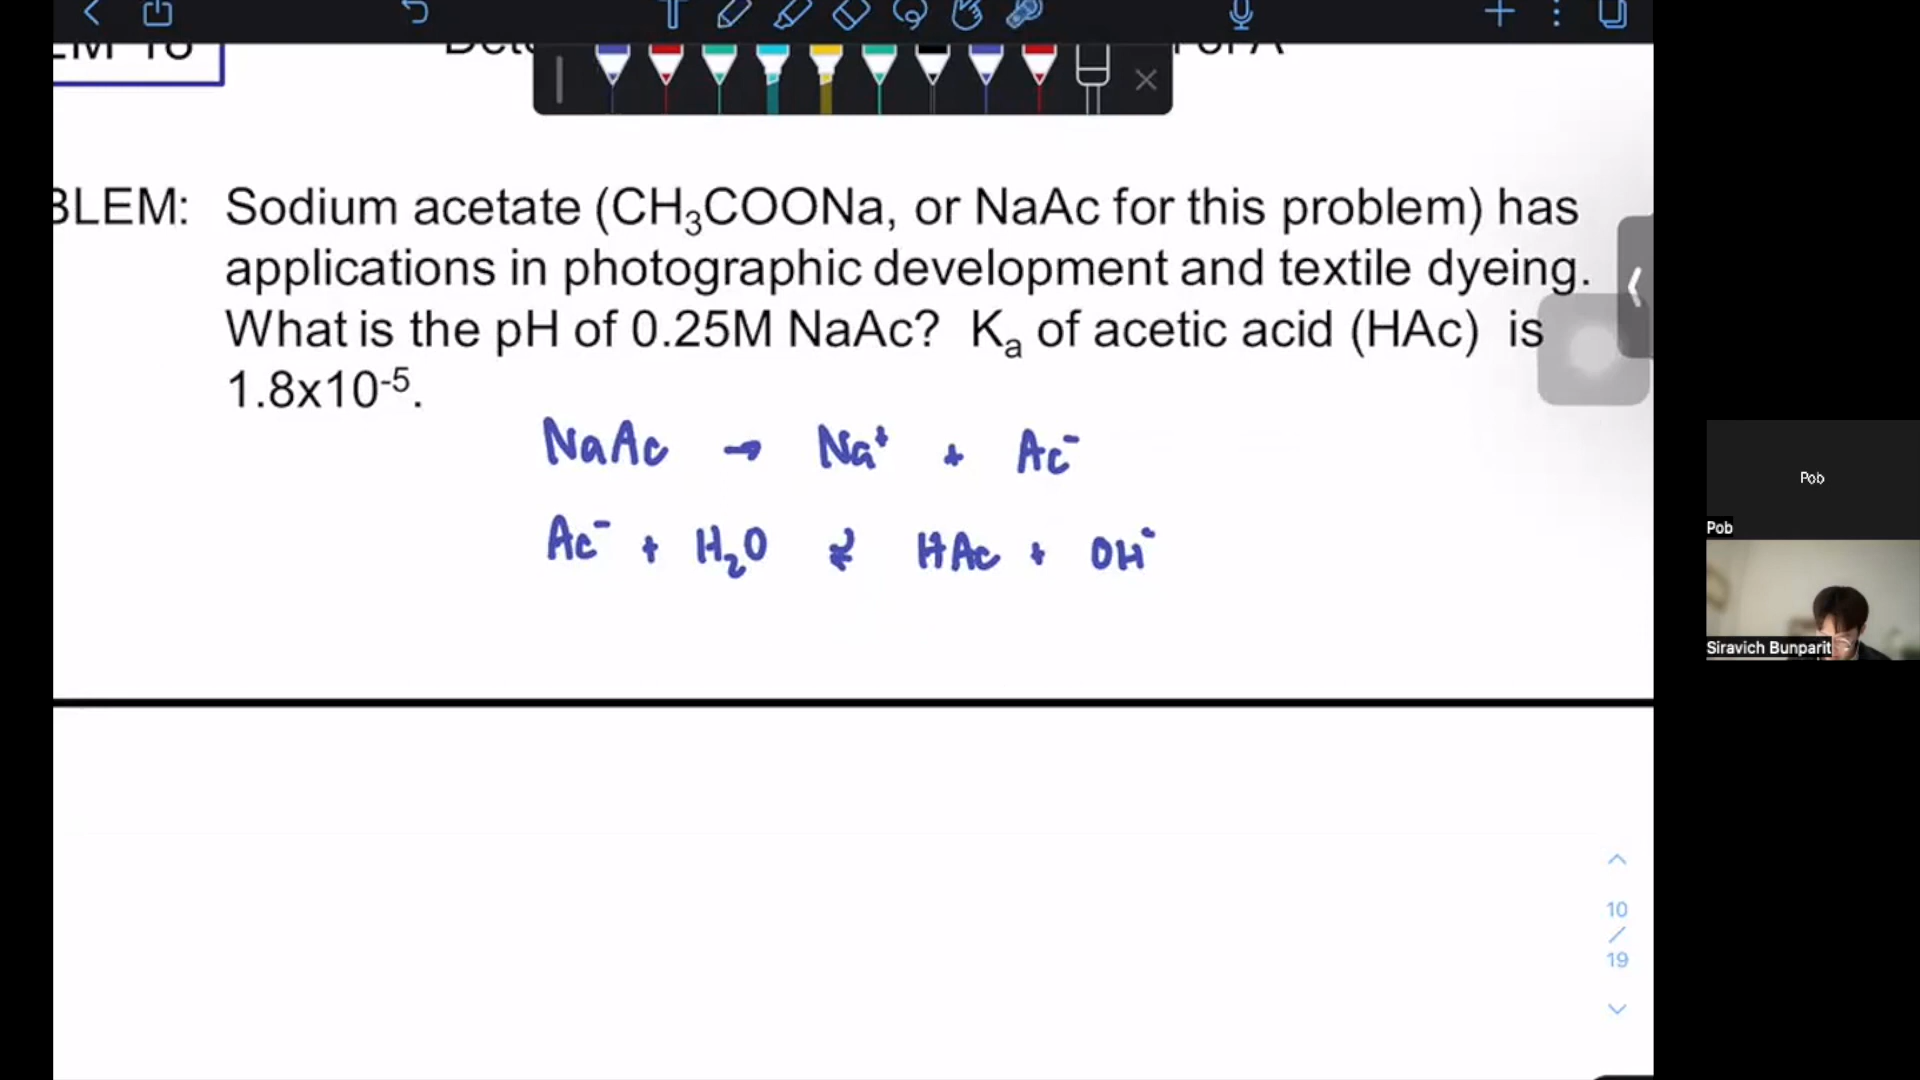 BLEM: Sodium acetate (CH₃COONa, or NaAc for this problem) has
applications in photographic development and textile dyeing.
What is the pH of 0.25M NaAc? Kₐ of acetic acid (HAc) is
1.8x10⁻⁵.
NaAc → Na⁺ + Ac⁻
Ac⁻ + H₂O ⇌ HAc + OH⁻
10
/
19
Pob
Pob
Siravich Bunparit